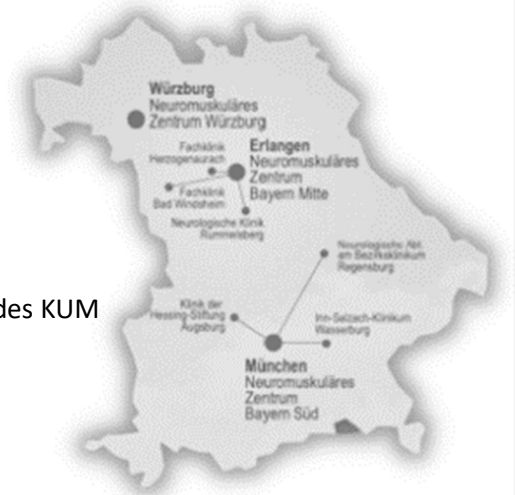 Würzburg
Neuromuskuläres
Zentrum Würzburg
Fachklinik
Herzogenaurach
Erlangen
Neuromuskuläres
Zentrum
Bayern Mitte
Fachklinik
Bad Windsheim
Neurologische Klinik
Rummelsberg
Neurologische Abt.
am Bezirksklinikum
Regensburg
des KUM
Klinik der
Hessing-Stiftung
Augsburg
Inn-Salzach-Klinikum
Wasserburg
München
Neuromuskuläres
Zentrum
Bayern Süd